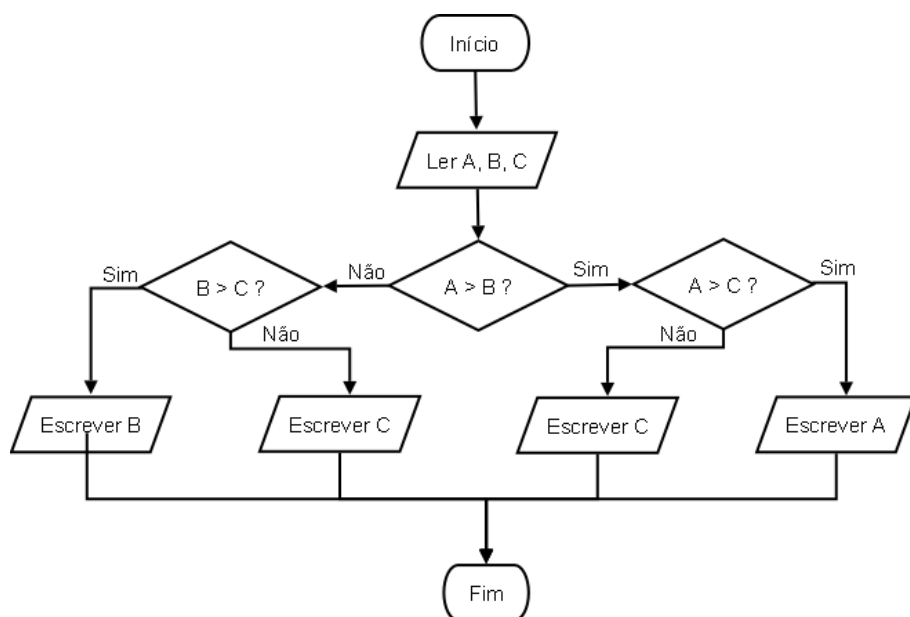 Início
Ler A, B, C
Sim
B > C ?
Não
A > B ?
Sim
A > C ?
Sim
Não
Não
Escrever B
Escrever C
Escrever C
Escrever A
Fim